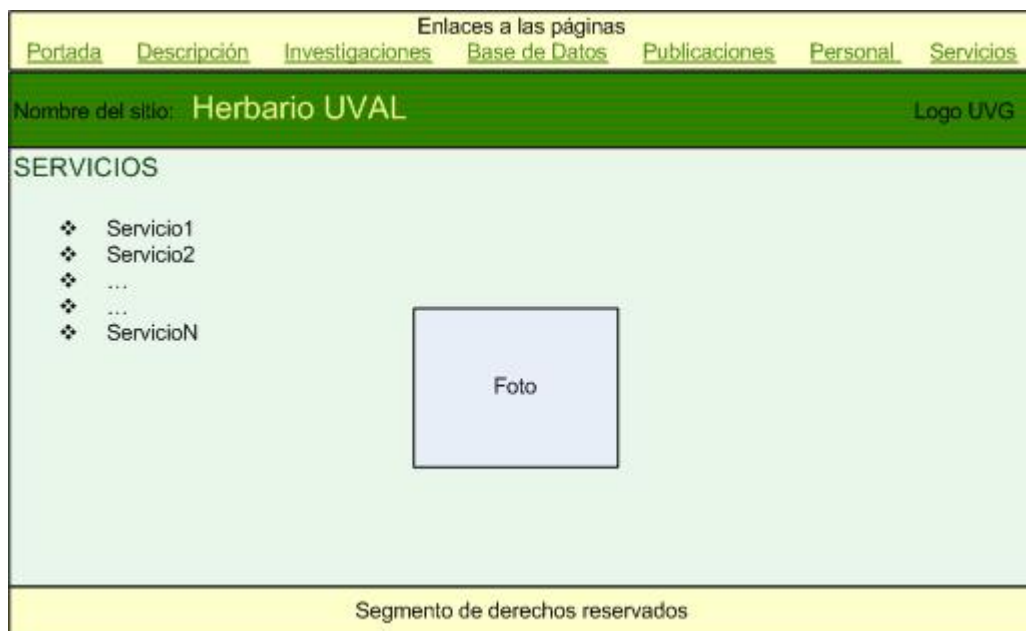 Enlaces a las páginas
Portada Descripción Investigaciones Base de Datos Publicaciones Personal Servicios
Nombre del sitio: Herbario UVAL Logo UVG
SERVICIOS
❖ Servicio1
❖ Servicio2
❖ ...
❖ ...
❖ ServicioN
Foto
Segmento de derechos reservados